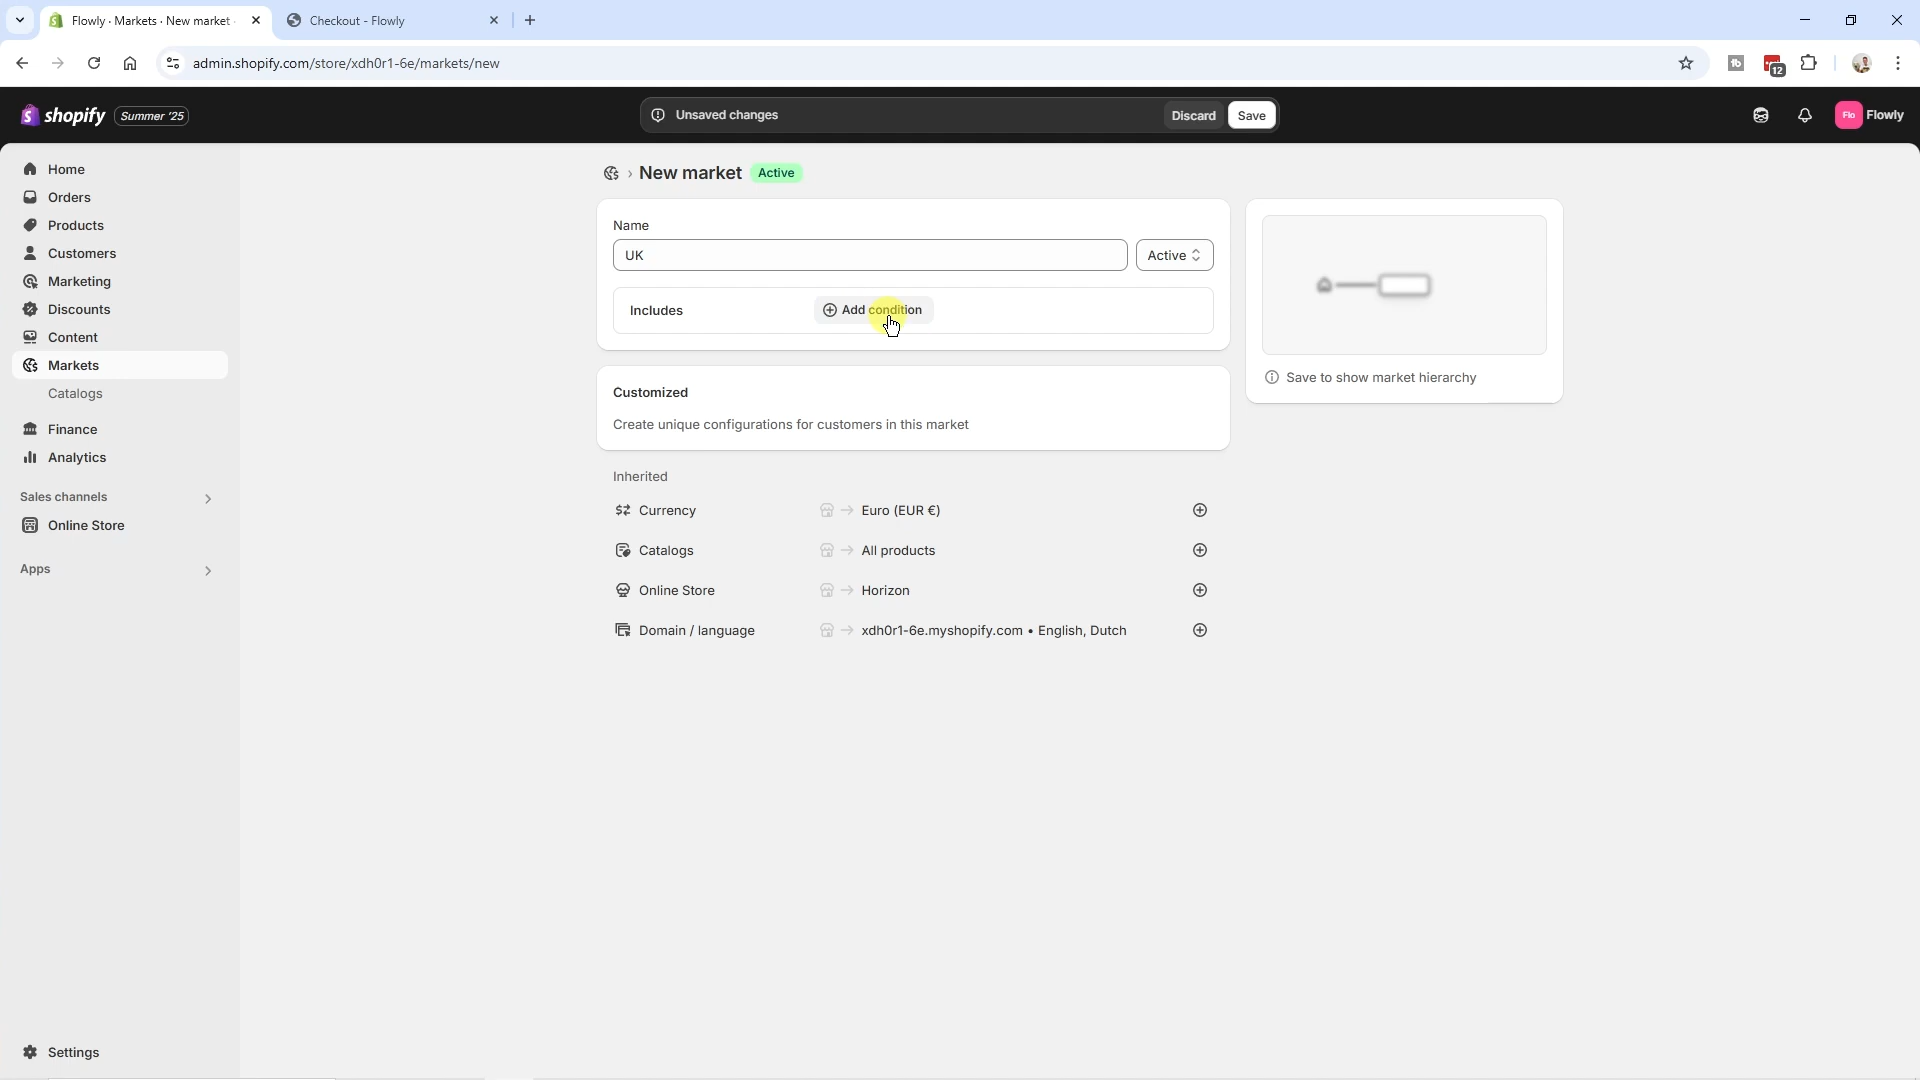 Flowly · Markets · New market
Checkout - Flowly
admin.shopify.com/store/xdh0r1-6e/markets/new
12
shopify
Summer '25
Unsaved changes
Discard
Save
Flo
Flowly
Home
Orders
Products
Customers
Marketing
Discounts
Content
Markets
Catalogs
Finance
Analytics
Sales channels
Online Store
Apps
Settings
› New market Active
Name
UK
Active
Includes
Add condition
Customized
Create unique configurations for customers in this market
Inherited
Currency → Euro (EUR €)
Catalogs → All products
Online Store → Horizon
Domain / language → xdh0r1-6e.myshopify.com • English, Dutch
Save to show market hierarchy